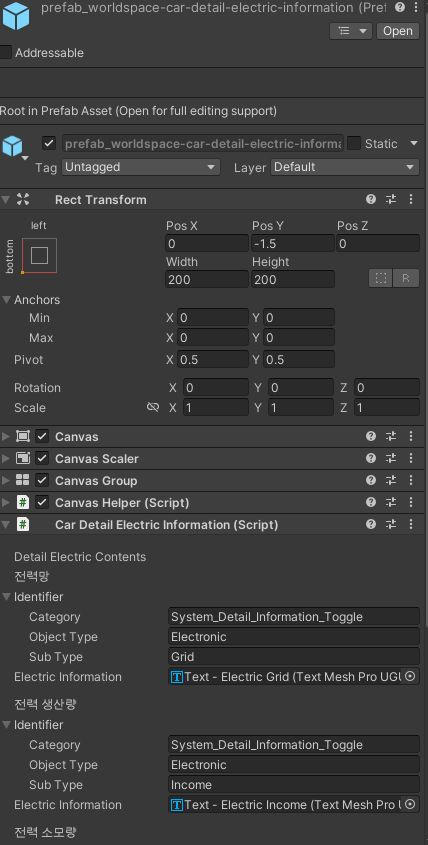 prefab_worldspace-car-detail-electric-information (Pref
Open
Addressable
Root in Prefab Asset (Open for full editing support)
prefab_worldspace-car-detail-electric-informa
Static
Tag Untagged Layer Default
Rect Transform
left
bottom
Pos X Pos Y Pos Z
0 -1.5 0
Width Height
200 200
R
Anchors
Min X 0 Y 0
Max X 0 Y 0
Pivot X 0.5 Y 0.5
Rotation X 0 Y 0 Z 0
Scale X 1 Y 1 Z 1
Canvas
Canvas Scaler
Canvas Group
# Canvas Helper (Script)
# Car Detail Electric Information (Script)
Detail Electric Contents
전력망
Identifier
Category System_Detail_Information_Toggle
Object Type Electronic
Sub Type Grid
Electric Information Text - Electric Grid (Text Mesh Pro UGU
전력 생산량
Identifier
Category System_Detail_Information_Toggle
Object Type Electronic
Sub Type Income
Electric Information Text - Electric Income (Text Mesh Pro U
전력 소모량